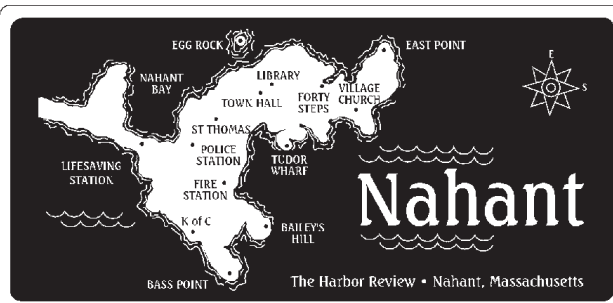 EGG ROCK
EAST POINT
E
S
NAHANT
BAY
LIBRARY
TOWN HALL
FORTY
STEPS
VILLAGE
CHURCH
ST THOMAS
POLICE
STATION
TUDOR
WHARF
LIFESAVING
STATION
FIRE
STATION
Nahant
K of C
BAILEY'S
HILL
BASS POINT
The Harbor Review • Nahant, Massachusetts